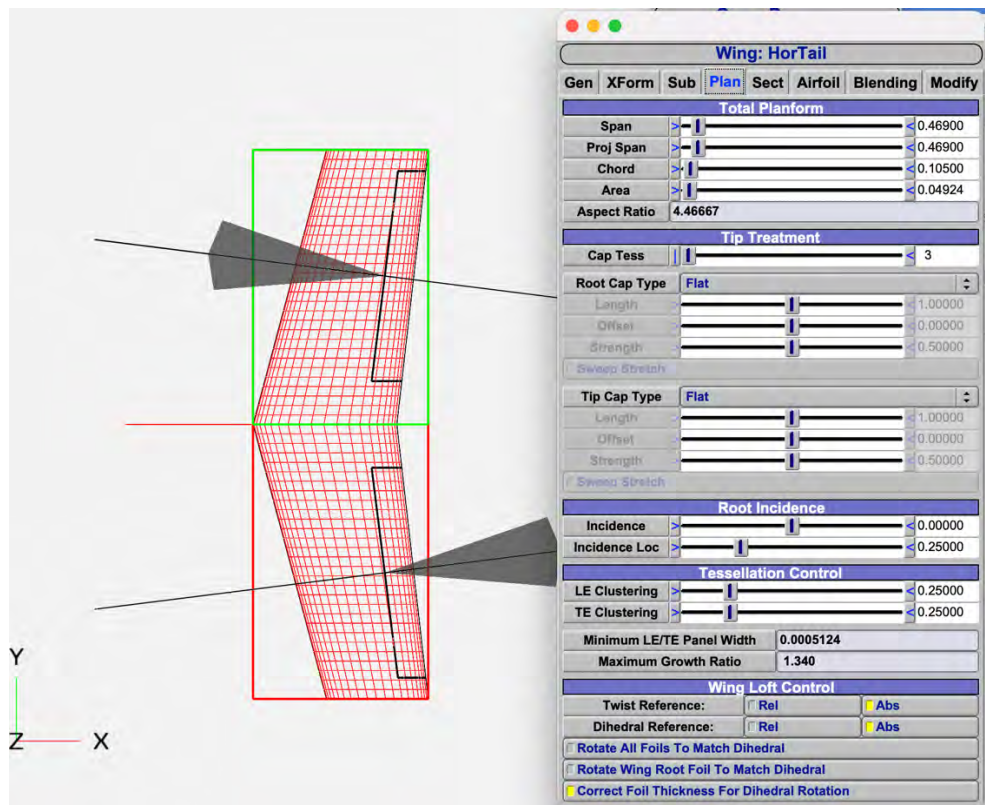 Wing: HorTail
Gen XForm Sub Plan Sect Airfoil Blending Modify
Total Planform
Span > < 0.46900
Proj Span > < 0.46900
Chord > < 0.10500
Area > < 0.04924
Aspect Ratio 4.46667
Tip Treatment
Cap Tess | < 3
Root Cap Type Flat
Length > < 1.00000
Offset > < 0.00000
Strength > < 0.50000
Sweep Stretch
Tip Cap Type Flat
Length > < 1.00000
Offset > < 0.00000
Strength > < 0.50000
Sweep Stretch
Root Incidence
Incidence > < 0.00000
Incidence Loc > < 0.25000
Tessellation Control
LE Clustering > < 0.25000
TE Clustering > < 0.25000
Minimum LE/TE Panel Width 0.0005124
Maximum Growth Ratio 1.340
Wing Loft Control
Twist Reference: Rel Abs
Dihedral Reference: Rel Abs
Rotate All Foils To Match Dihedral
Rotate Wing Root Foil To Match Dihedral
Correct Foil Thickness For Dihedral Rotation
Y
Z X